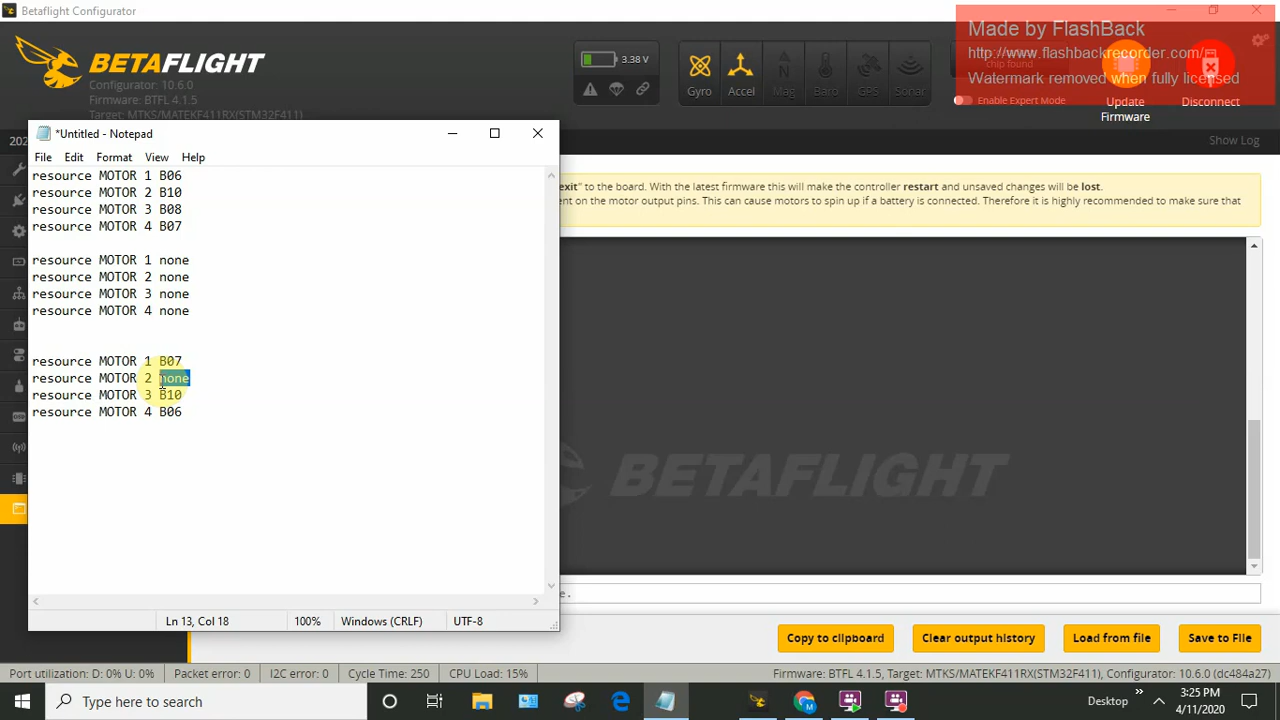 Betaflight Configurator
BETAFLIGHT
Configurator: 10.6.0
Firmware: BTFL 4.1.5
Target: MTKS/MATEKF411RX(STM32F411)
3.38 V
Gyro
Accel
Mag
Baro
GPS
Sonar
chip found
Enable Expert Mode
Update Firmware
Disconnect
Made by FlashBack
http://www.flashbackrecorder.com/
Watermark removed when fully licensed
202
Show Log
*Untitled - Notepad
File Edit Format View Help
resource MOTOR 1 B06
resource MOTOR 2 B10
resource MOTOR 3 B08
resource MOTOR 4 B07
resource MOTOR 1 none
resource MOTOR 2 none
resource MOTOR 3 none
resource MOTOR 4 none
resource MOTOR 1 B07
resource MOTOR 2 none
resource MOTOR 3 B10
resource MOTOR 4 B06
Ln 13, Col 18
100%
Windows (CRLF)
UTF-8
exit" to the board. With the latest firmware this will make the controller restart and unsaved changes will be lost.
ent on the motor output pins. This can cause motors to spin up if a battery is connected. Therefore it is highly recommended to make sure that
BETAFLIGHT
e.
Copy to clipboard
Clear output history
Load from file
Save to File
Port utilization: D: 0% U: 0%
Packet error: 0
I2C error: 0
Cycle Time: 250
CPU Load: 15%
Firmware: BTFL 4.1.5, Target: MTKS/MATEKF411RX(STM32F411), Configurator: 10.6.0 (dc484a27)
Type here to search
Desktop
3:25 PM
4/11/2020